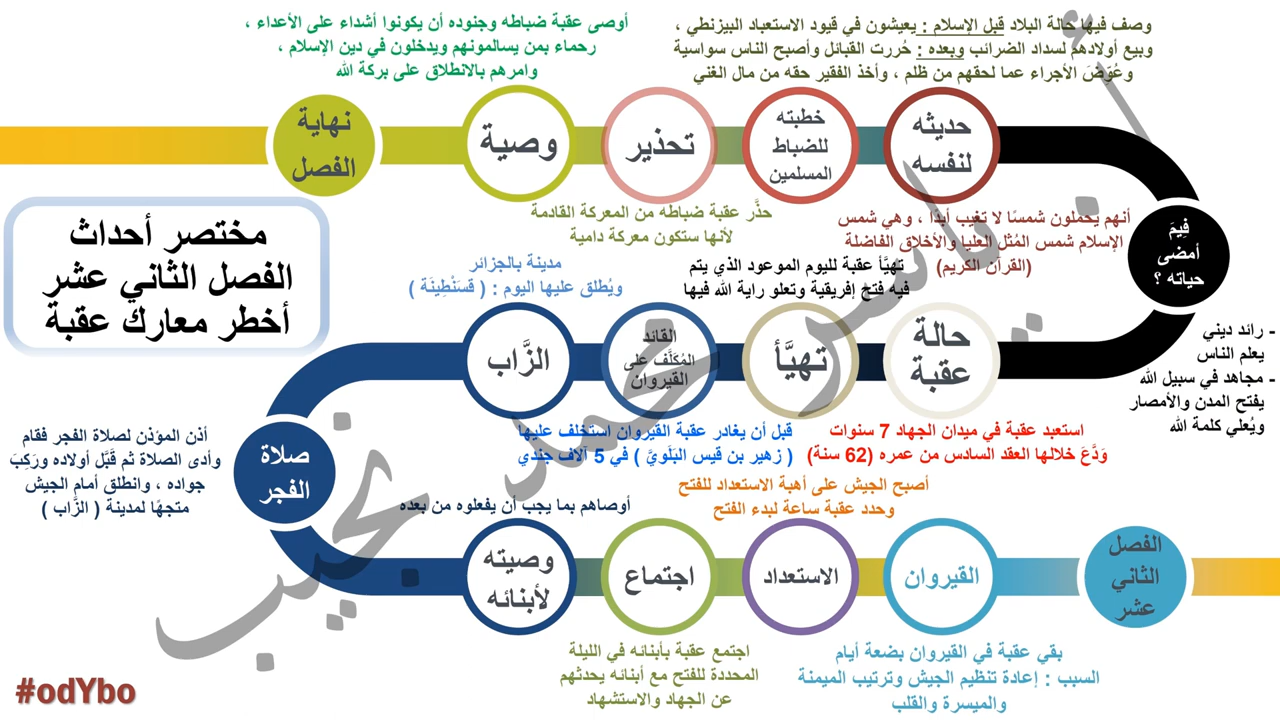 وصف فيها حالة البلاد قبل الإسلام : يعيشون في قيود الاستعباد البيزنطي ،
وبيع أولادهم لسداد الضرائب وبعده : حُررت القبائل وأصبح الناس سواسية
وعُوِّضَ الأجراء عما لحقهم من ظلم ، وأخذ الفقير حقه من مال الغني
أوصى عقبة ضباطه وجنوده أن يكونوا أشداء على الأعداء ،
رحماء بمن يسالمونهم ويدخلون في دين الإسلام ،
وامرهم بالانطلاق على بركة الله
حديثه
لنفسه
خطبته
للضباط
المسلمين
تحذير
وصية
نهاية
الفصل
أنهم يحملون شمسًا لا تغيب أبدًا ، وهي شمس
الإسلام شمس المُثل العليا والأخلاق الفاضلة
(القرآن الكريم)
حذَّر عقبة ضباطه من المعركة القادمة
لأنها ستكون معركة دامية
فِيمَ
أمضى
حياته ؟
مختصر أحداث
الفصل الثاني عشر
أخطر معارك عقبة
تهيَّأ عقبة لليوم الموعود الذي يتم
فيه فتح إفريقية وتعلو راية الله فيها
مدينة بالجزائر
ويُطلق عليها اليوم : ( قسَنْطِينَة )
- رائد ديني
يعلم الناس
- مجاهد في سبيل الله
يفتح المدن والأمصار
ويُعلي كلمة الله
حالة
عقبة
تهيَّأ
القائد
المُكَلَّف على
القيروان
الزَّاب
استعبد عقبة في ميدان الجهاد 7 سنوات
وَدَّعَ خلالها العقد السادس من عمره (62 سنة)
قبل أن يغادر عقبة القيروان استخلف عليها
( زهير بن قيس البَلَويَّ ) في 5 آلاف جندي
صلاة
الفجر
أذن المؤذن لصلاة الفجر فقام
وأدى الصلاة ثم قَبَّل أولاده ورَكِبَ
جواده ، وانطلق أمام الجيش
متجهًا لمدينة ( الزَّاب )
أصبح الجيش على أهبة الاستعداد للفتح
وحدد عقبة ساعة لبدء الفتح
أوصاهم بما يجب أن يفعلوه من بعده
الفصل
الثاني
عشر
القيروان
الاستعداد
اجتماع
وصيته
لأبنائه
بقي عقبة في القيروان بضعة أيام
السبب : إعادة تنظيم الجيش وترتيب الميمنة
والميسرة والقلب
اجتمع عقبة بأبنائه في الليلة
المحددة للفتح مع أبنائه يحدثهم
عن الجهاد والاستشهاد
أ. ياسر محمد نجيب
#odYbo